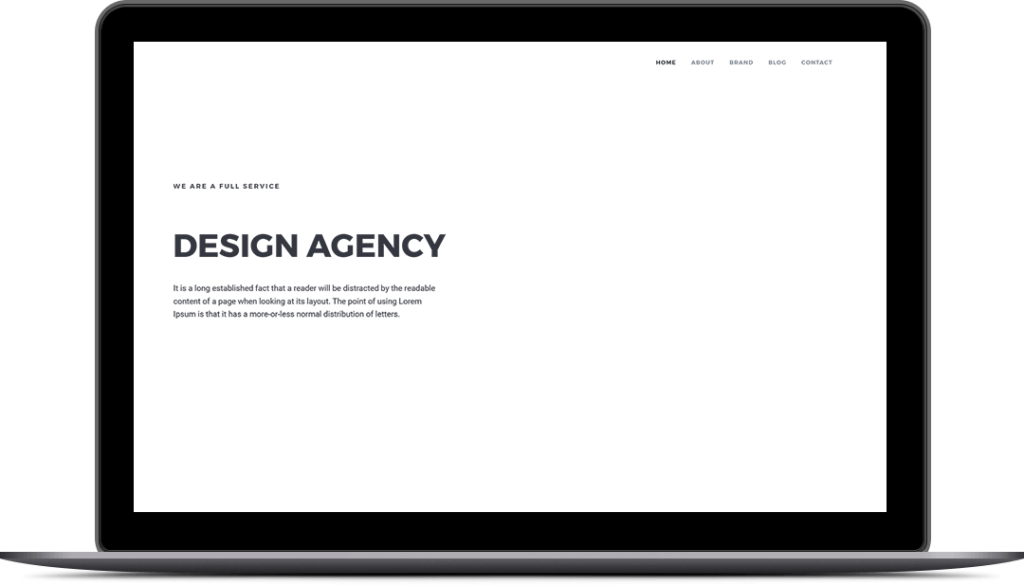 HOME ABOUT BRAND BLOG CONTACT
WE ARE A FULL SERVICE
DESIGN AGENCY
It is a long established fact that a reader will be distracted by the readable
content of a page when looking at its layout. The point of using Lorem
Ipsum is that it has a more-or-less normal distribution of letters.